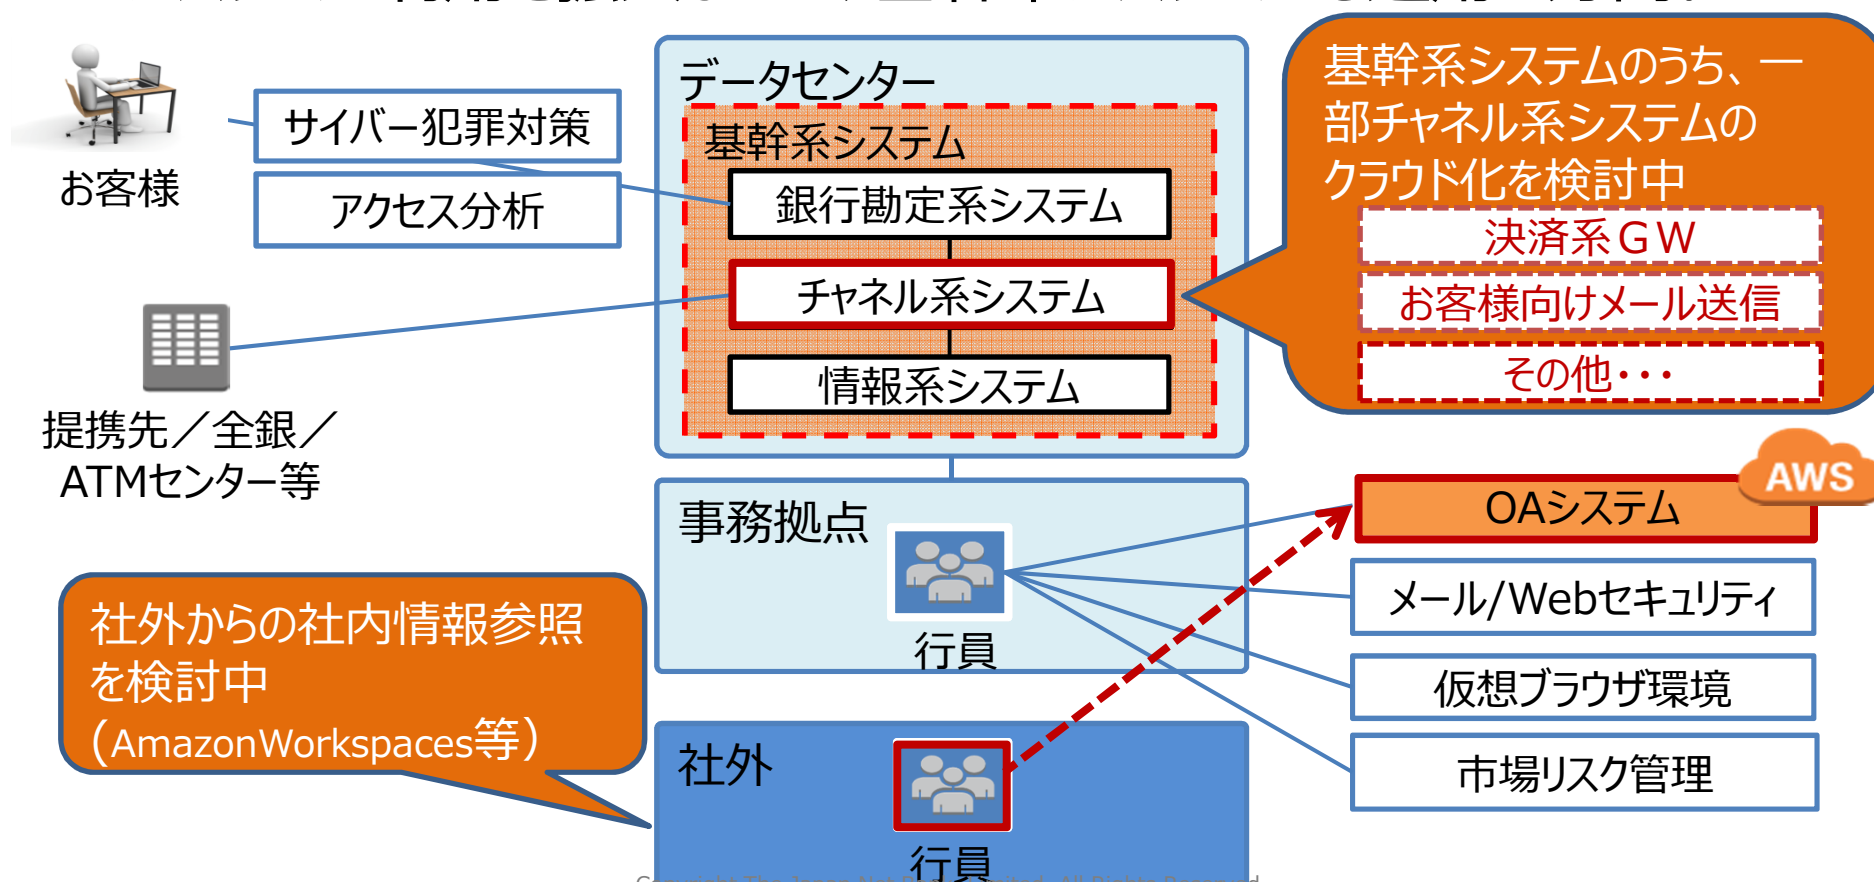 データセンター
基幹系システム
銀行勘定系システム
チャネル系システム
情報系システム
サイバー犯罪対策
アクセス分析
お客様
提携先／全銀／
ATMセンター等
基幹系システムのうち、一
部チャネル系システムの
クラウド化を検討中
決済系ＧＷ
お客様向けメール送信
その他・・・
事務拠点
行員
AWS
OAシステム
メール/Webセキュリティ
仮想ブラウザ環境
市場リスク管理
社外からの社内情報参照
を検討中
(AmazonWorkspaces等)
社外
行員